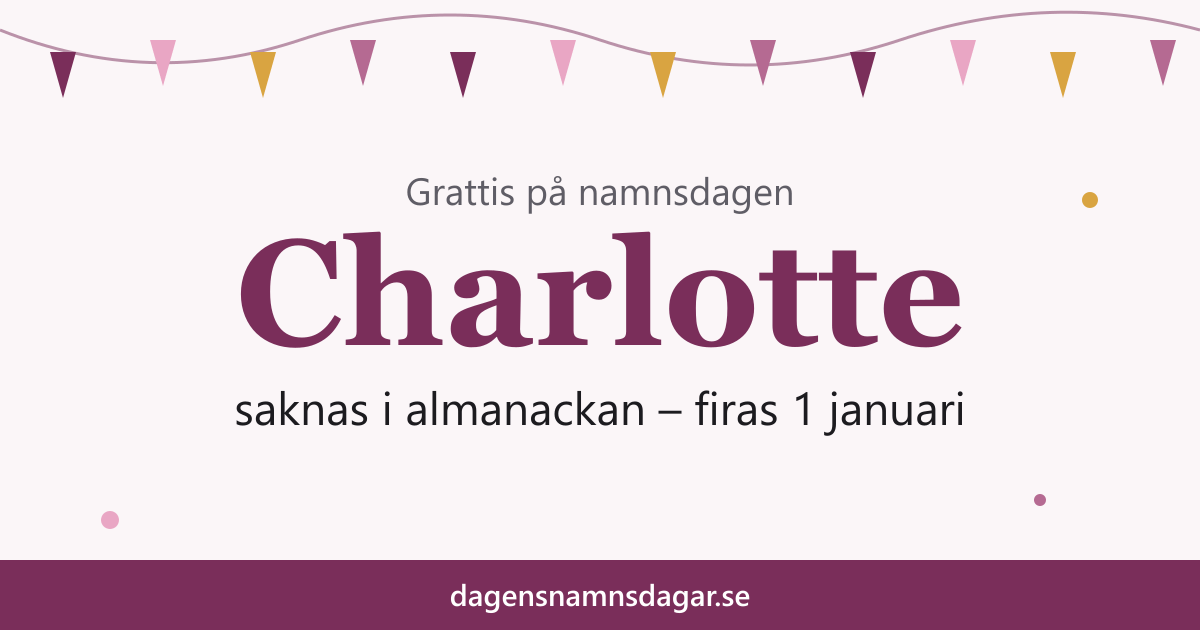 Grattis på namnsdagen
Charlotte
saknas i almanackan – firas 1 januari
dagensnamnsdagar.se